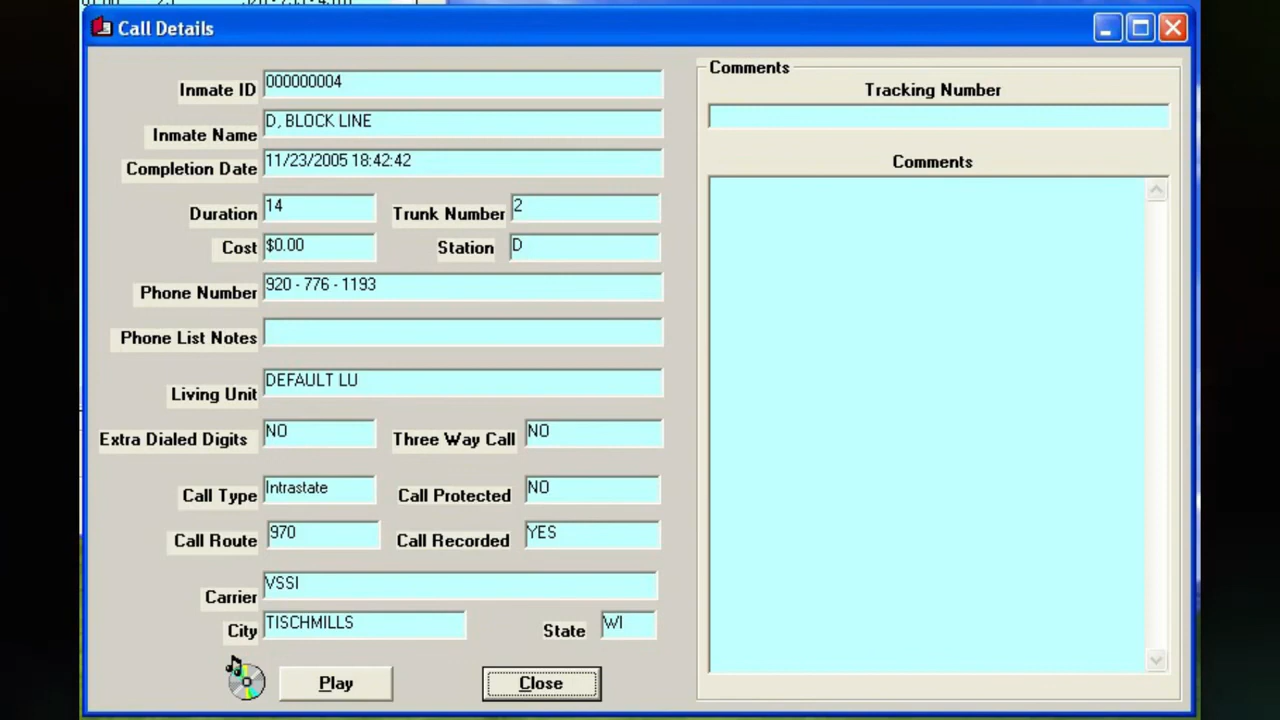 Call Details
Inmate ID 000000004
Inmate Name D, BLOCK LINE
Completion Date 11/23/2005 18:42:42
Duration 14 Trunk Number 2
Cost $0.00 Station D
Phone Number 920 - 776 - 1193
Phone List Notes
Living Unit DEFAULT LU
Extra Dialed Digits NO Three Way Call NO
Call Type Intrastate Call Protected NO
Call Route 970 Call Recorded YES
Carrier VSSI
City TISCHMILLS State WI
Play Close
Comments
Tracking Number
Comments